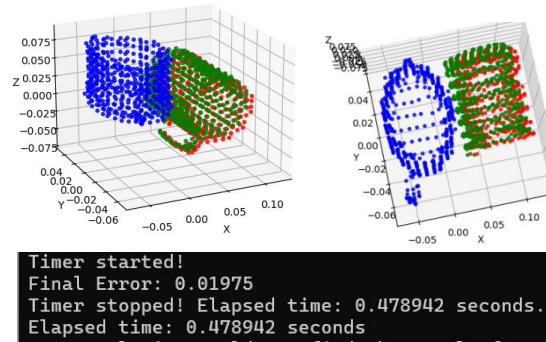 0.075
0.050
0.025
Z 0.000
−0.025
−0.050
−0.075
0.04
0.02
0.00
Y −0.02
−0.04
−0.06
−0.05
0.00
0.05
0.10
X
Z
0.075
0.04
0.02
Y 0.00
−0.02
−0.04
−0.06
−0.05
0.00
0.05
0.10
X
Timer started!
Final Error: 0.01975
Timer stopped! Elapsed time: 0.478942 seconds.
Elapsed time: 0.478942 seconds